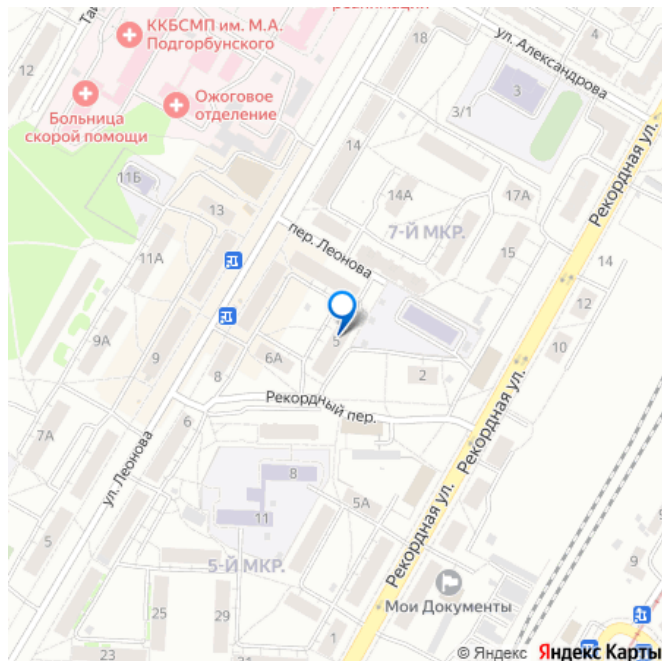 реанимации
ККБСМП им. М.А.
Подгорбунского
18
ул. Александрова
12
3
Больница
скорой помощи
Ожоговое
отделение
3/1
14
11Б
14А
17А
Рекордная ул.
13
пер. Леонова
7-Й МКР.
15
14
11А
12
9А
9
5
10
6А
8
2
Рекордный пер.
Рекордная ул.
7А
6
ул. Леонова
8
5А
11
5
5-Й МКР.
Рекордная ул.
9
Мои Документы
25
29
1
23
© Яндекс Яндекс Карты